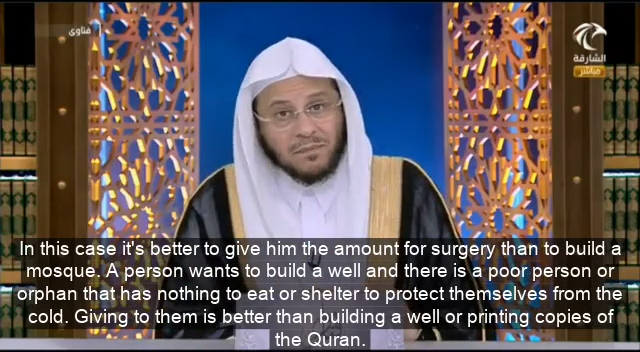 فتاوى
الشارقة
مباشر
In this case it's better to give him the amount for surgery than to build a
mosque. A person wants to build a well and there is a poor person or
orphan that has nothing to eat or shelter to protect themselves from the
cold. Giving to them is better than building a well or printing copies of
the Quran.